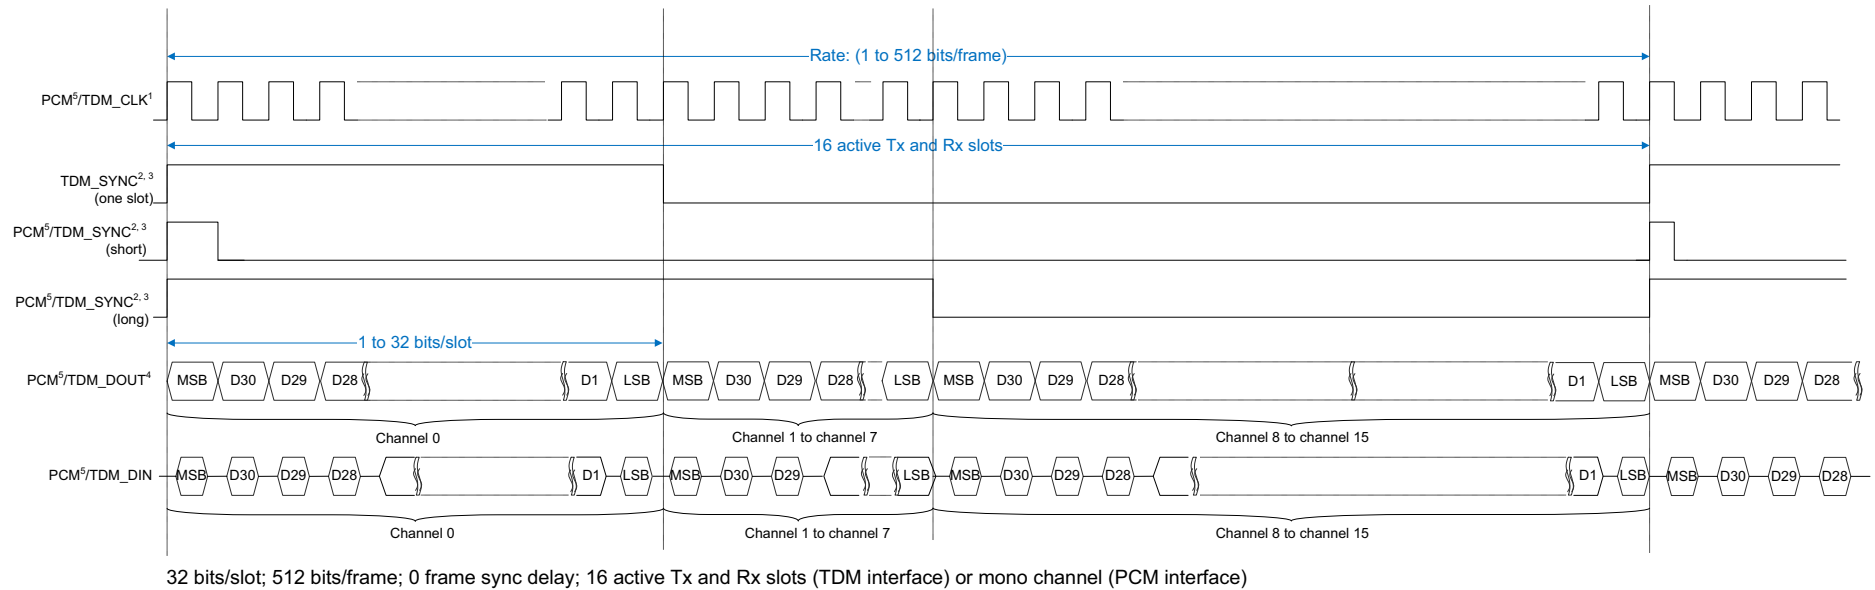 Rate: (1 to 512 bits/frame)
PCM⁵/TDM_CLK¹
16 active Tx and Rx slots
TDM_SYNC²,³
(one slot)
PCM⁵/TDM_SYNC²,³
(short)
PCM⁵/TDM_SYNC²,³
(long)
1 to 32 bits/slot
PCM⁵/TDM_DOUT⁴ MSB D30 D29 D28 D1 LSB MSB D30 D29 D28 LSB MSB D30 D29 D28 D1 LSB MSB D30 D29 D28
Channel 0 Channel 1 to channel 7 Channel 8 to channel 15
PCM⁵/TDM_DIN MSB D30 D29 D28 D1 LSB MSB D30 D29 LSB MSB D30 D29 D28 D1 LSB MSB D30 D29 D28
Channel 0 Channel 1 to channel 7 Channel 8 to channel 15
32 bits/slot; 512 bits/frame; 0 frame sync delay; 16 active Tx and Rx slots (TDM interface) or mono channel (PCM interface)